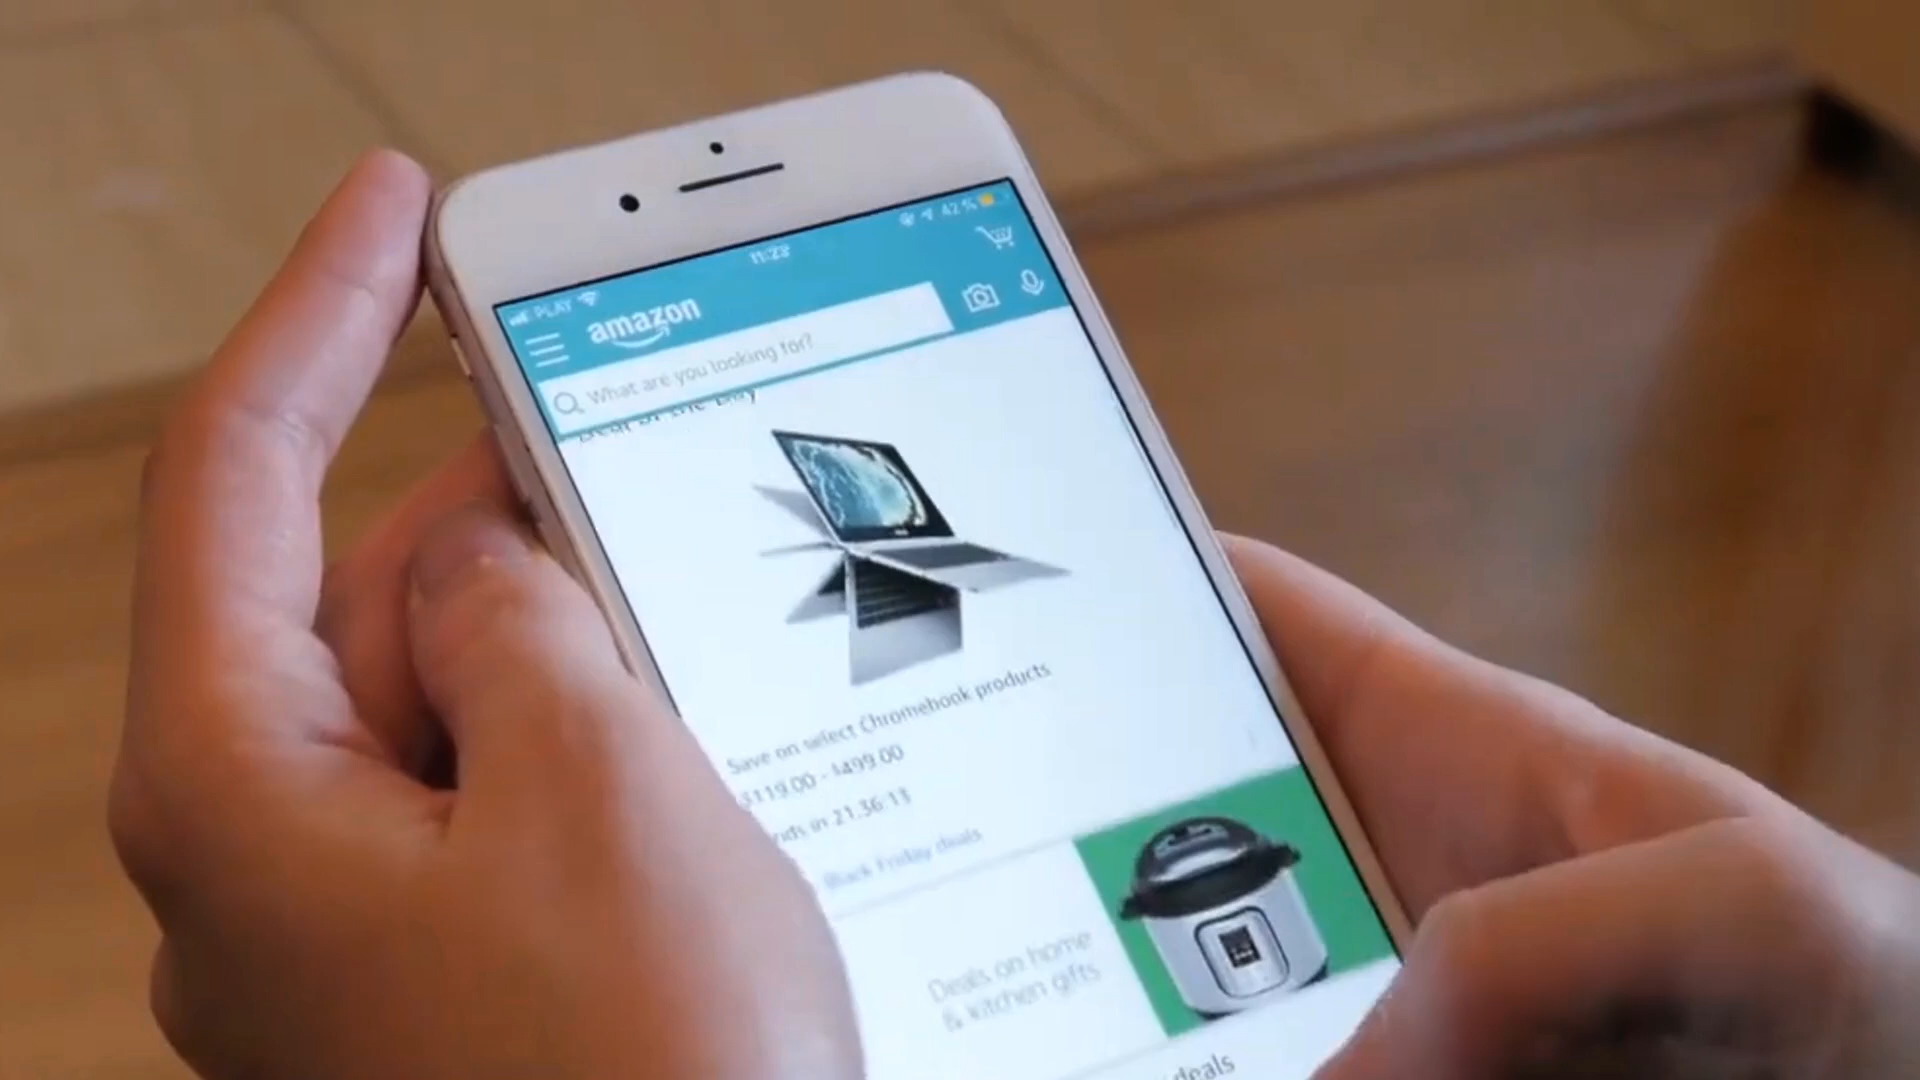 PLAY
11:23
42 %
amazon
What are you looking for?
Deal of the Day
Save on select Chromebook products
$119.00 - $499.00
nds in 21:36:13
Black Friday deals
Deals on home
& kitchen gifts
deals